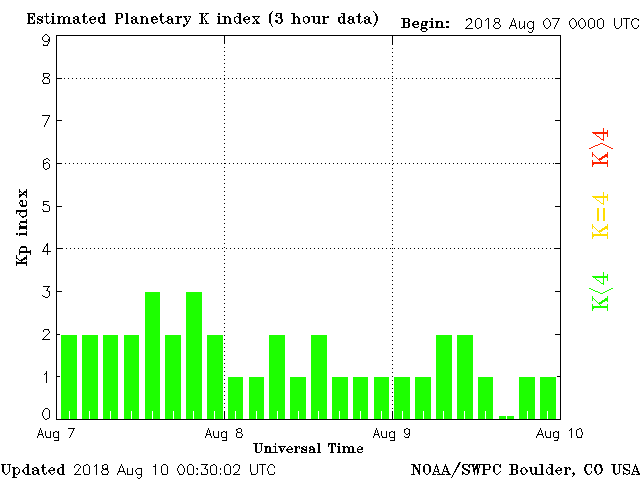 Estimated Planetary K index (3 hour data) Begin: 2018 Aug 07 0000 UTC
9
8
7
6
5
4
3
2
1
0
Kp index
K>4
K=4
K<4
Aug 7 Aug 8 Aug 9 Aug 10
Universal Time
Updated 2018 Aug 10 00:30:02 UTC NOAA/SWPC Boulder, CO USA